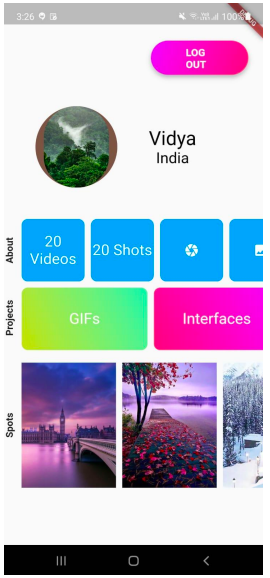 3:26
100%
DEBUG
LOG
OUT
Vidya
India
About
20
Videos
20 Shots
Projects
GIFs
Interfaces
Spots